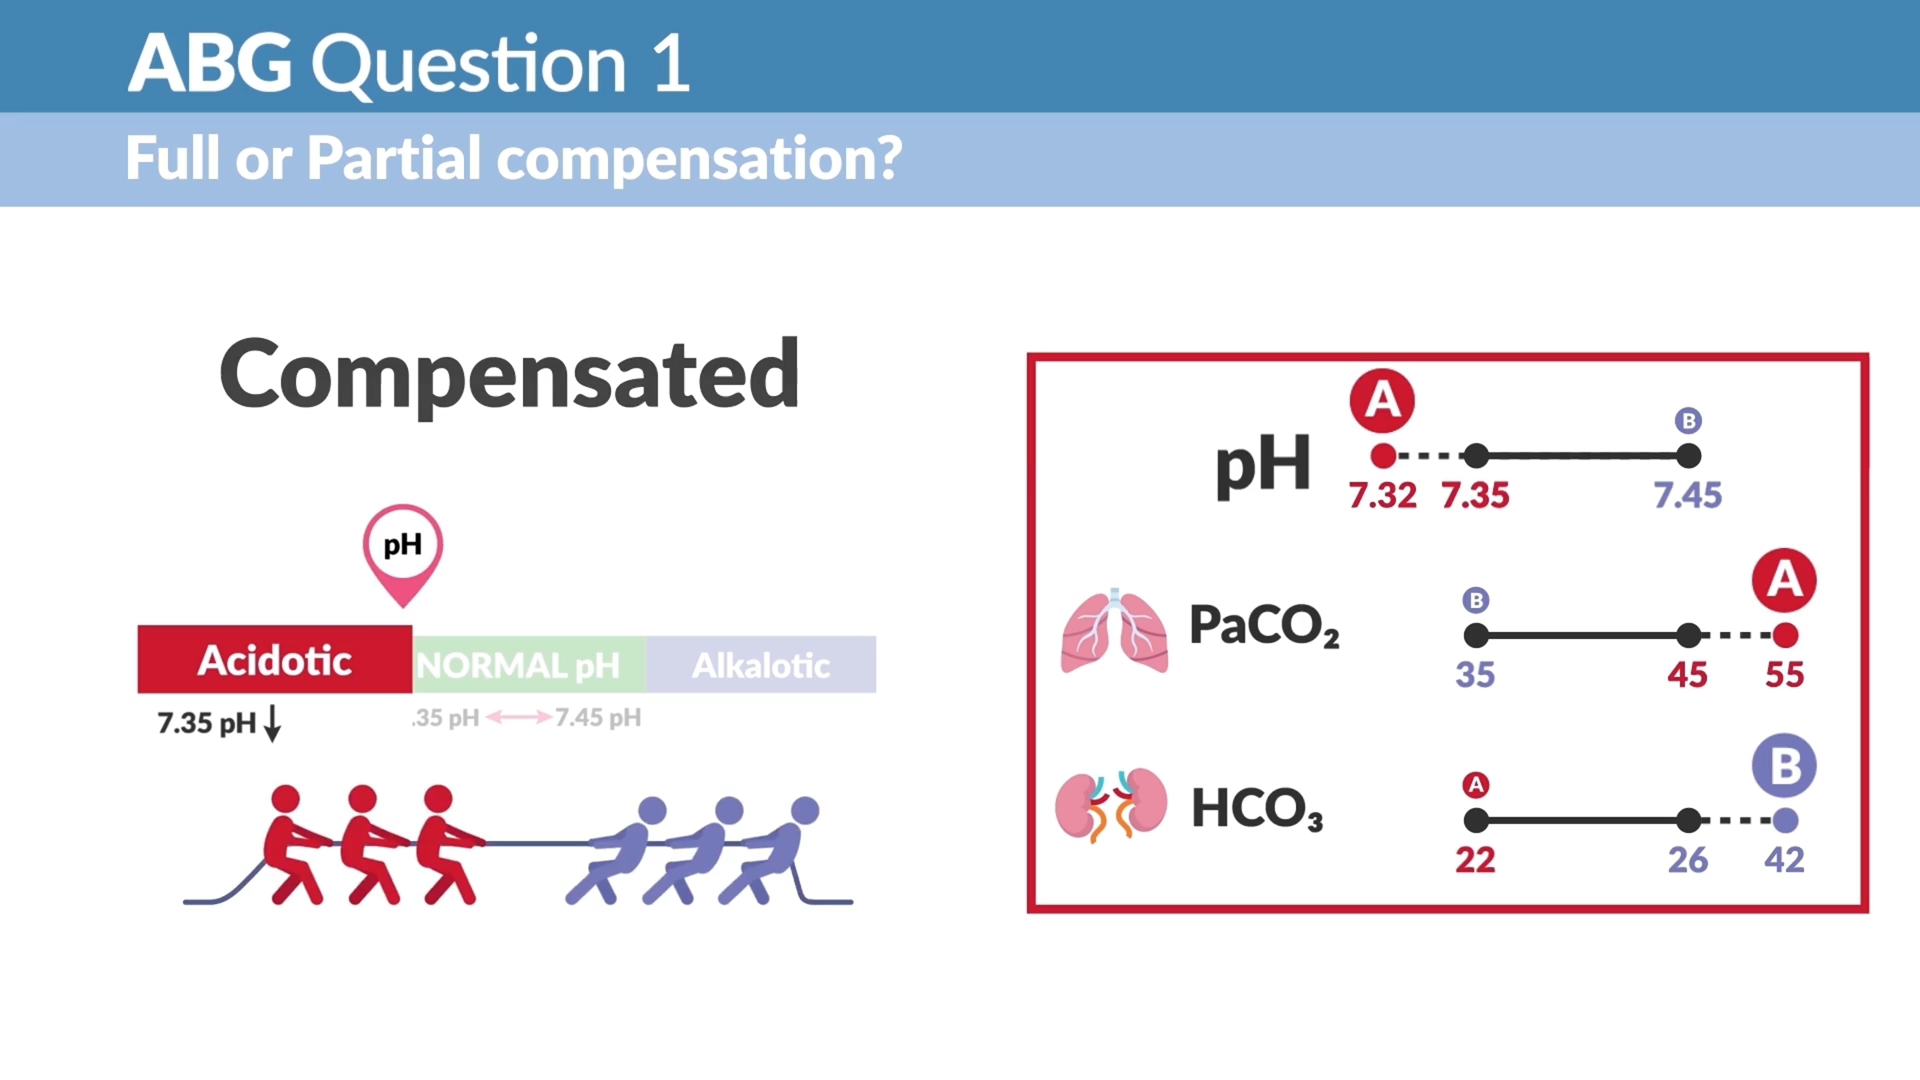 ABG Question 1
Full or Partial compensation?
Compensated
pH
Acidotic
NORMAL pH
Alkalotic
7.35 pH
.35 pH
7.45 pH
A
B
pH
7.32
7.35
7.45
B
A
PaCO₂
35
45
55
A
B
HCO₃
22
26
42